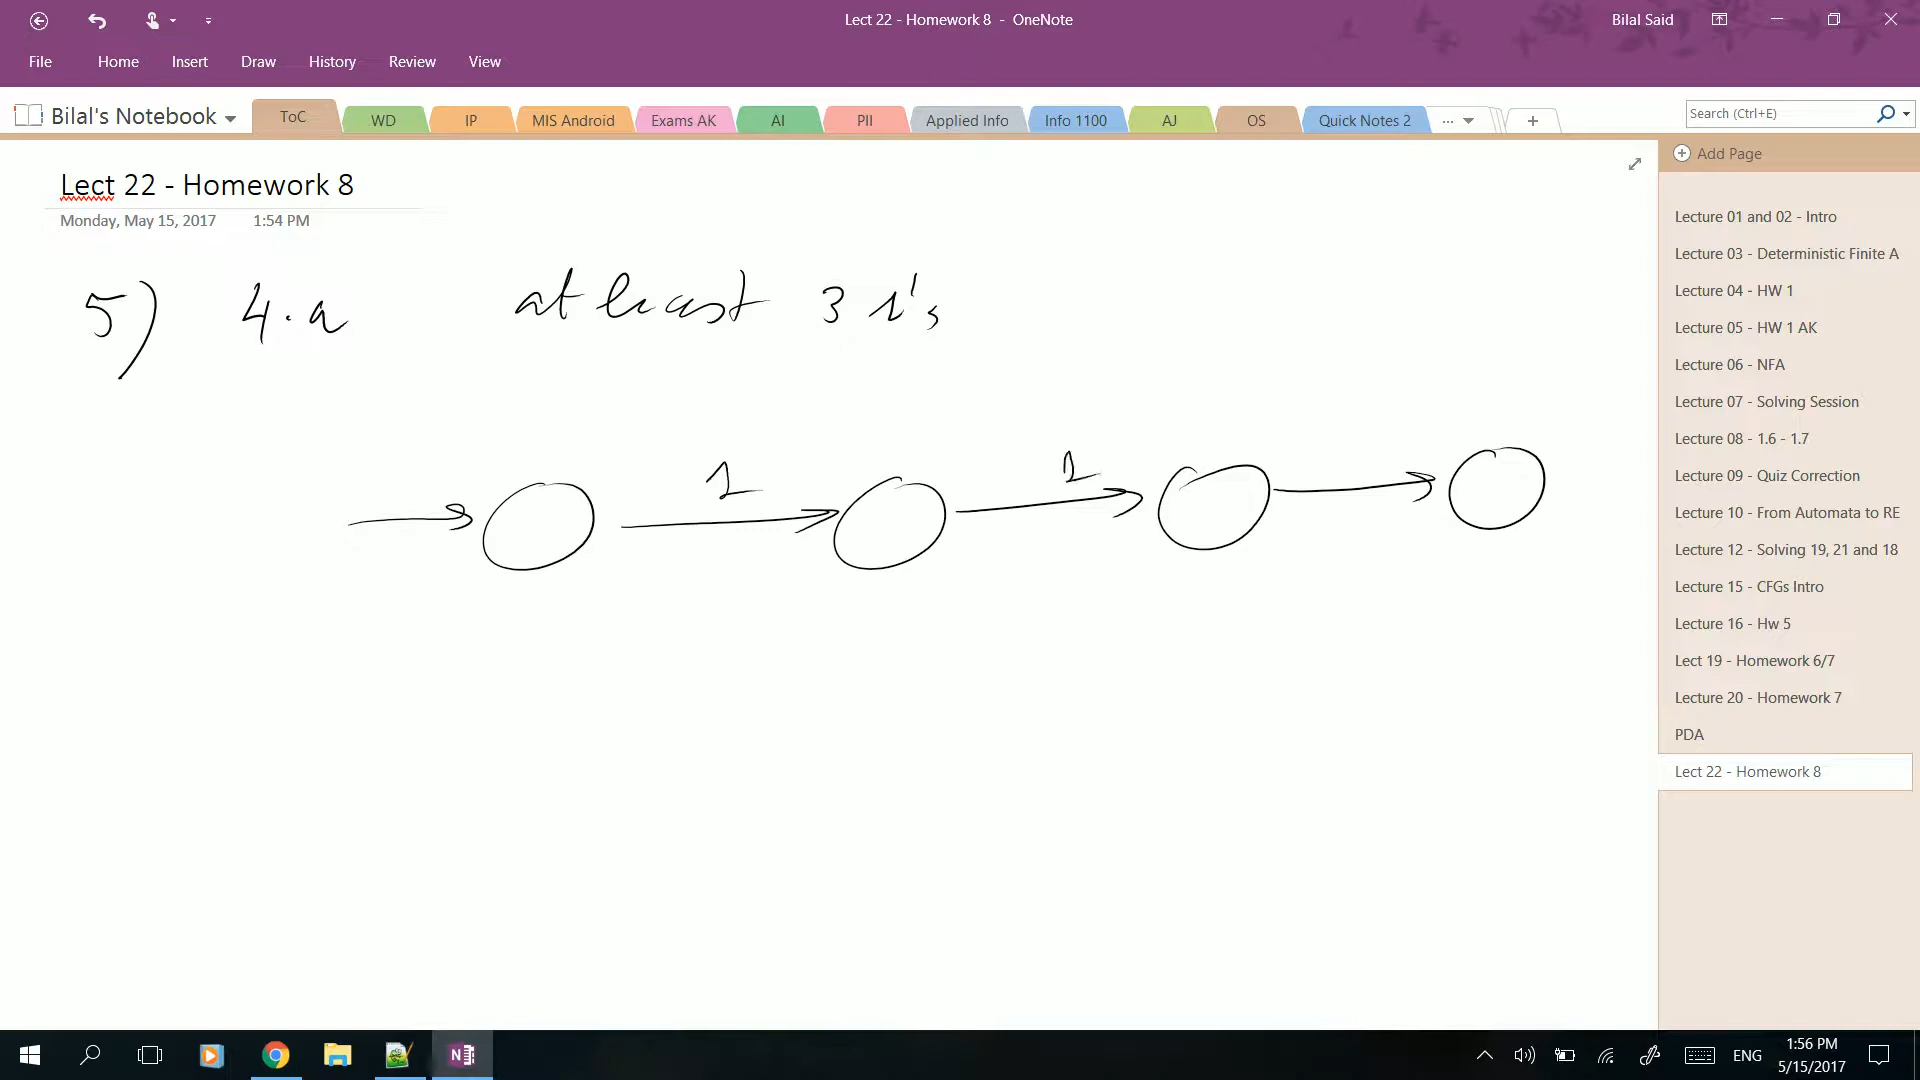 Lect 22 - Homework 8 - OneNote
Bilal Said
File Home Insert Draw History Review View
Bilal's Notebook ToC WD IP MIS Android Exams AK AI PII Applied Info Info 1100 AJ OS Quick Notes 2 ... +
Search (Ctrl+E)
Add Page
Lect 22 - Homework 8
Monday, May 15, 2017 1:54 PM
5) 4.a at least 3 1's
1 1
Lecture 01 and 02 - Intro
Lecture 03 - Deterministic Finite A
Lecture 04 - HW 1
Lecture 05 - HW 1 AK
Lecture 06 - NFA
Lecture 07 - Solving Session
Lecture 08 - 1.6 - 1.7
Lecture 09 - Quiz Correction
Lecture 10 - From Automata to RE
Lecture 12 - Solving 19, 21 and 18
Lecture 15 - CFGs Intro
Lecture 16 - Hw 5
Lect 19 - Homework 6/7
Lecture 20 - Homework 7
PDA
Lect 22 - Homework 8
N
ENG
1:56 PM
5/15/2017